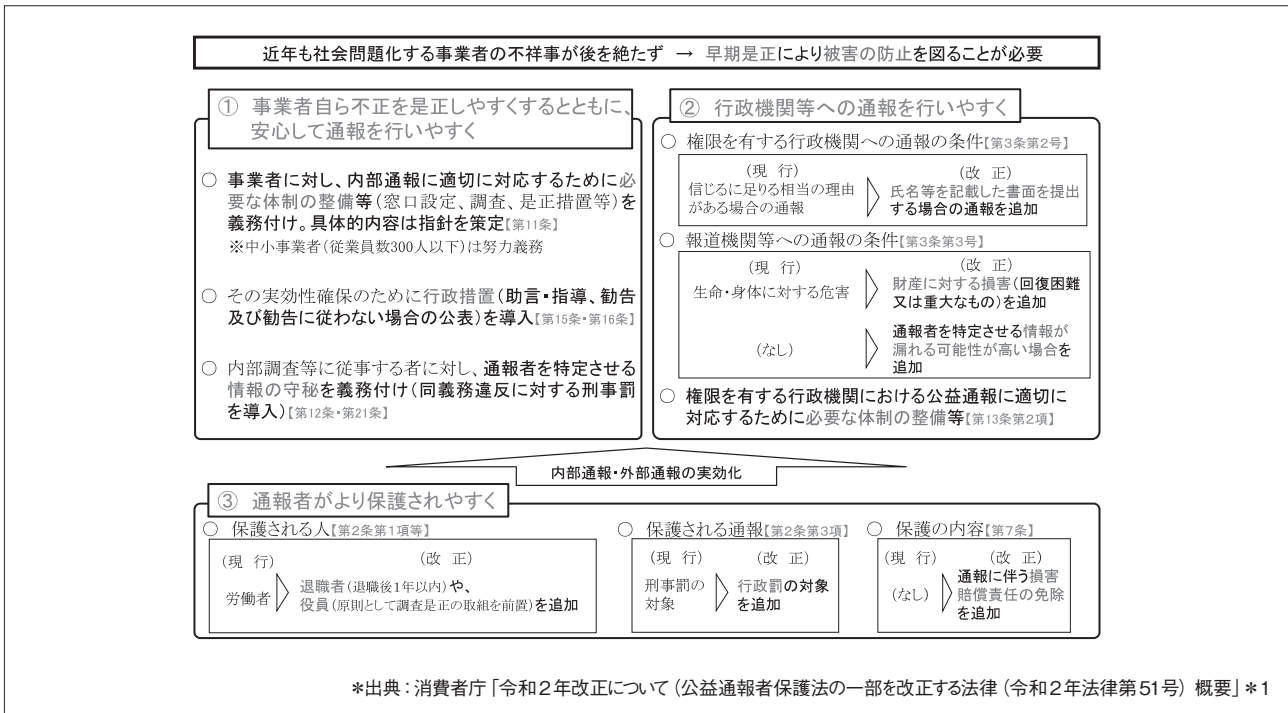 近年も社会問題化する事業者の不祥事が後を絶たず → 早期是正により被害の防止を図ることが必要
① 事業者自ら不正を是正しやすくするとともに、
安心して通報を行いやすく
○ 事業者に対し、内部通報に適切に対応するために必
要な体制の整備等(窓口設定、調査、是正措置等)を
義務付け。具体的内容は指針を策定【第11条】
※中小事業者(従業員数300人以下)は努力義務
○ その実効性確保のために行政措置(助言・指導、勧告
及び勧告に従わない場合の公表)を導入【第15条・第16条】
○ 内部調査等に従事する者に対し、通報者を特定させる
情報の守秘を義務付け(同義務違反に対する刑事罰
を導入)【第12条・第21条】
② 行政機関等への通報を行いやすく
○ 権限を有する行政機関への通報の条件【第3条第2号】
(現 行) (改 正)
信じるに足りる相当の理由 氏名等を記載した書面を提出
がある場合の通報 する場合の通報を追加
○ 報道機関等への通報の条件【第3条第3号】
(現 行) (改 正)
生命・身体に対する危害 財産に対する損害(回復困難
又は重大なもの)を追加
(なし) 通報者を特定させる情報が
漏れる可能性が高い場合を
追加
○ 権限を有する行政機関における公益通報に適切に
対応するために必要な体制の整備等【第13条第2項】
内部通報・外部通報の実効化
③ 通報者がより保護されやすく
○ 保護される人【第2条第1項等】
(現 行) (改 正)
労働者 退職者(退職後1年以内)や、
役員(原則として調査是正の取組を前置)を追加
○ 保護される通報【第2条第3項】
(現 行) (改 正)
刑事罰の 行政罰の対象
対象 を追加
○ 保護の内容【第7条】
(現 行) (改 正)
(なし) 通報に伴う損害
賠償責任の免除
を追加
*出典:消費者庁「令和2年改正について(公益通報者保護法の一部を改正する法律(令和2年法律第51号)概要」*1